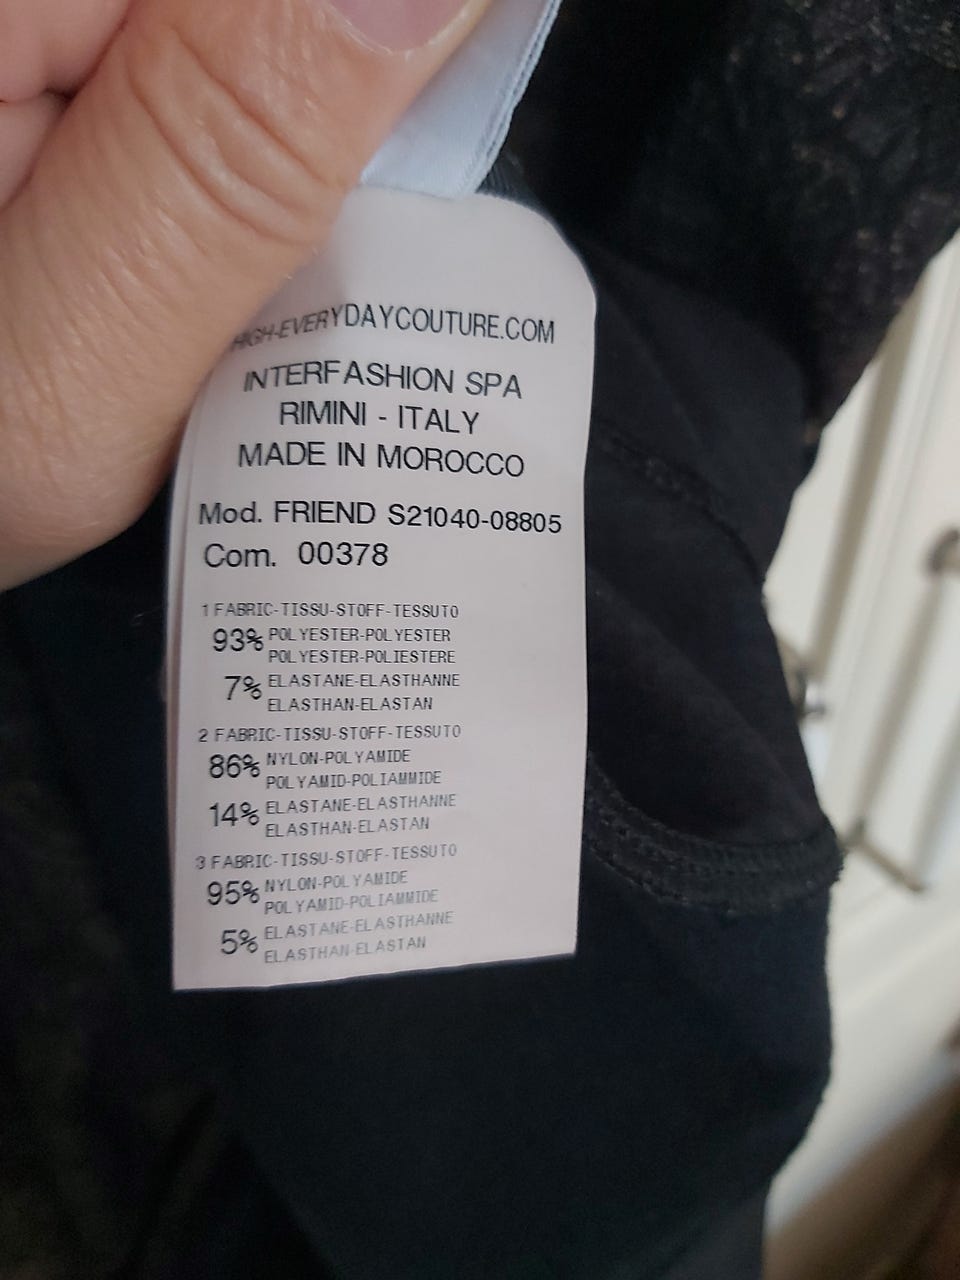 HIGH-EVERYDAYCOUTURE.COM
INTERFASHION SPA
RIMINI - ITALY
MADE IN MOROCCO
Mod. FRIEND S21040-08805
Com. 00378
1 FABRIC-TISSU-STOFF-TESSUTO
93% POLYESTER-POLYESTER
POLYESTER-POLIESTERE
7% ELASTANE-ELASTHANNE
ELASTHAN-ELASTAN
2 FABRIC-TISSU-STOFF-TESSUTO
86% NYLON-POLYAMIDE
POLYAMID-POLIAMMIDE
14% ELASTANE-ELASTHANNE
ELASTHAN-ELASTAN
3 FABRIC-TISSU-STOFF-TESSUTO
95% NYLON-POLYAMIDE
POLYAMID-POLIAMMIDE
5% ELASTANE-ELASTHANNE
ELASTHAN-ELASTAN